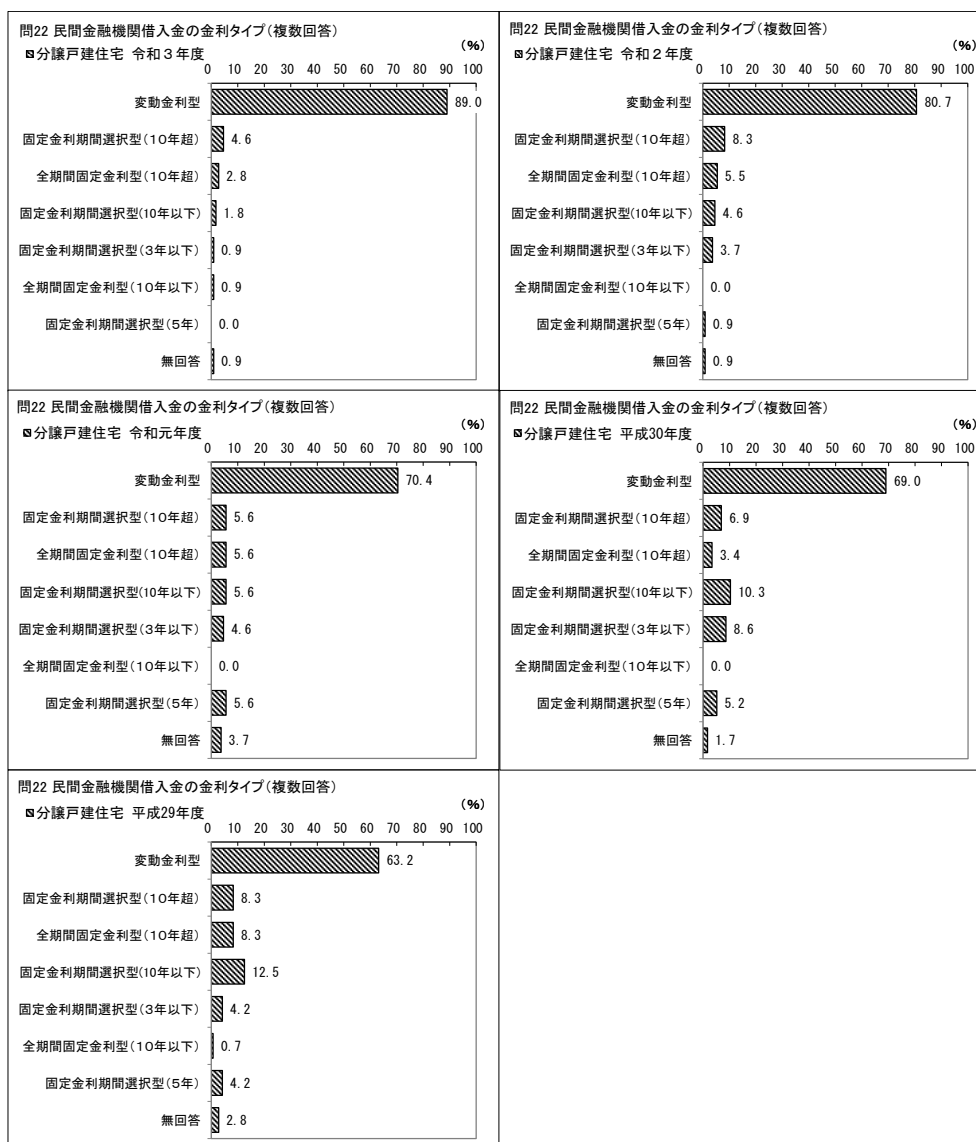 問22 民間金融機関借入金の金利タイプ(複数回答)
分譲戸建住宅 令和3年度
(%)
0 10 20 30 40 50 60 70 80 90 100
変動金利型 89.0
固定金利期間選択型(10年超) 4.6
全期間固定金利型(10年超) 2.8
固定金利期間選択型(10年以下) 1.8
固定金利期間選択型(3年以下) 0.9
全期間固定金利型(10年以下) 0.9
固定金利期間選択型(5年) 0.0
無回答 0.9
問22 民間金融機関借入金の金利タイプ(複数回答)
分譲戸建住宅 令和2年度
(%)
0 10 20 30 40 50 60 70 80 90 100
変動金利型 80.7
固定金利期間選択型(10年超) 8.3
全期間固定金利型(10年超) 5.5
固定金利期間選択型(10年以下) 4.6
固定金利期間選択型(3年以下) 3.7
全期間固定金利型(10年以下) 0.0
固定金利期間選択型(5年) 0.9
無回答 0.9
問22 民間金融機関借入金の金利タイプ(複数回答)
分譲戸建住宅 令和元年度
(%)
0 10 20 30 40 50 60 70 80 90 100
変動金利型 70.4
固定金利期間選択型(10年超) 5.6
全期間固定金利型(10年超) 5.6
固定金利期間選択型(10年以下) 5.6
固定金利期間選択型(3年以下) 4.6
全期間固定金利型(10年以下) 0.0
固定金利期間選択型(5年) 5.6
無回答 3.7
問22 民間金融機関借入金の金利タイプ(複数回答)
分譲戸建住宅 平成30年度
(%)
0 10 20 30 40 50 60 70 80 90 100
変動金利型 69.0
固定金利期間選択型(10年超) 6.9
全期間固定金利型(10年超) 3.4
固定金利期間選択型(10年以下) 10.3
固定金利期間選択型(3年以下) 8.6
全期間固定金利型(10年以下) 0.0
固定金利期間選択型(5年) 5.2
無回答 1.7
問22 民間金融機関借入金の金利タイプ(複数回答)
分譲戸建住宅 平成29年度
(%)
0 10 20 30 40 50 60 70 80 90 100
変動金利型 63.2
固定金利期間選択型(10年超) 8.3
全期間固定金利型(10年超) 8.3
固定金利期間選択型(10年以下) 12.5
固定金利期間選択型(3年以下) 4.2
全期間固定金利型(10年以下) 0.7
固定金利期間選択型(5年) 4.2
無回答 2.8